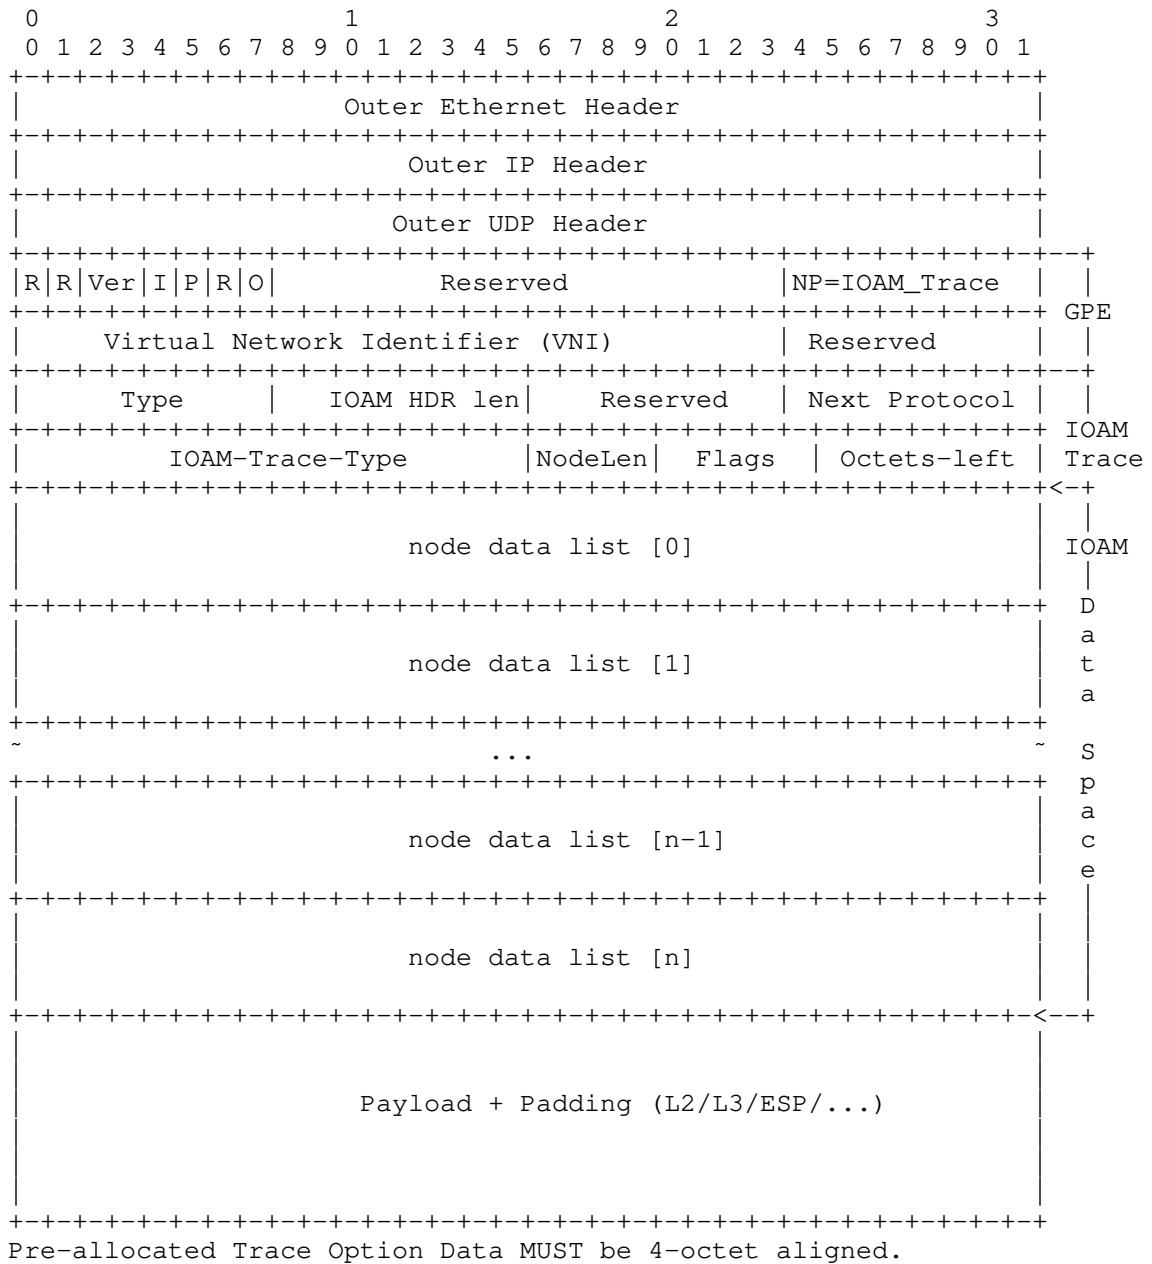 0                   1                   2                   3
 0 1 2 3 4 5 6 7 8 9 0 1 2 3 4 5 6 7 8 9 0 1 2 3 4 5 6 7 8 9 0 1
+-+-+-+-+-+-+-+-+-+-+-+-+-+-+-+-+-+-+-+-+-+-+-+-+-+-+-+-+-+-+-+-+
|                    Outer Ethernet Header                      |
+-+-+-+-+-+-+-+-+-+-+-+-+-+-+-+-+-+-+-+-+-+-+-+-+-+-+-+-+-+-+-+-+
|                        Outer IP Header                        |
+-+-+-+-+-+-+-+-+-+-+-+-+-+-+-+-+-+-+-+-+-+-+-+-+-+-+-+-+-+-+-+-+
|                       Outer UDP Header                        |
+-+-+-+-+-+-+-+-+-+-+-+-+-+-+-+-+-+-+-+-+-+-+-+-+-+-+-+-+-+-+-+-+--+
|R|R|Ver|I|P|R|O|          Reserved             |NP=IOAM_Trace  |  |
+-+-+-+-+-+-+-+-+-+-+-+-+-+-+-+-+-+-+-+-+-+-+-+-+-+-+-+-+-+-+-+-+ GPE
|     Virtual Network Identifier (VNI)          | Reserved      |  |
+-+-+-+-+-+-+-+-+-+-+-+-+-+-+-+-+-+-+-+-+-+-+-+-+-+-+-+-+-+-+-+-+--+
|      Type     |   IOAM HDR len|    Reserved   | Next Protocol |  |
+-+-+-+-+-+-+-+-+-+-+-+-+-+-+-+-+-+-+-+-+-+-+-+-+-+-+-+-+-+-+-+-+ IOAM
|         IOAM-Trace-Type       |NodeLen|  Flags  | Octets-left | Trace
+-+-+-+-+-+-+-+-+-+-+-+-+-+-+-+-+-+-+-+-+-+-+-+-+-+-+-+-+-+-+-+-+<-+
|                                                               |  |
|                        node data list [0]                     | IOAM
|                                                               |  |
+-+-+-+-+-+-+-+-+-+-+-+-+-+-+-+-+-+-+-+-+-+-+-+-+-+-+-+-+-+-+-+-+  D
|                                                               |  a
|                        node data list [1]                     |  t
|                                                               |  a
+-+-+-+-+-+-+-+-+-+-+-+-+-+-+-+-+-+-+-+-+-+-+-+-+-+-+-+-+-+-+-+-+
~                             ...                               ~  S
+-+-+-+-+-+-+-+-+-+-+-+-+-+-+-+-+-+-+-+-+-+-+-+-+-+-+-+-+-+-+-+-+  p
|                                                               |  a
|                        node data list [n-1]                   |  c
|                                                               |  e
+-+-+-+-+-+-+-+-+-+-+-+-+-+-+-+-+-+-+-+-+-+-+-+-+-+-+-+-+-+-+-+-+  |
|                                                               |  |
|                        node data list [n]                     |  |
|                                                               |  |
+-+-+-+-+-+-+-+-+-+-+-+-+-+-+-+-+-+-+-+-+-+-+-+-+-+-+-+-+-+-+-+-<--+
|                                                               |
|                                                               |
|                     Payload + Padding (L2/L3/ESP/...)         |
|                                                               |
|                                                               |
|                                                               |
+-+-+-+-+-+-+-+-+-+-+-+-+-+-+-+-+-+-+-+-+-+-+-+-+-+-+-+-+-+-+-+-+
Pre-allocated Trace Option Data MUST be 4-octet aligned.